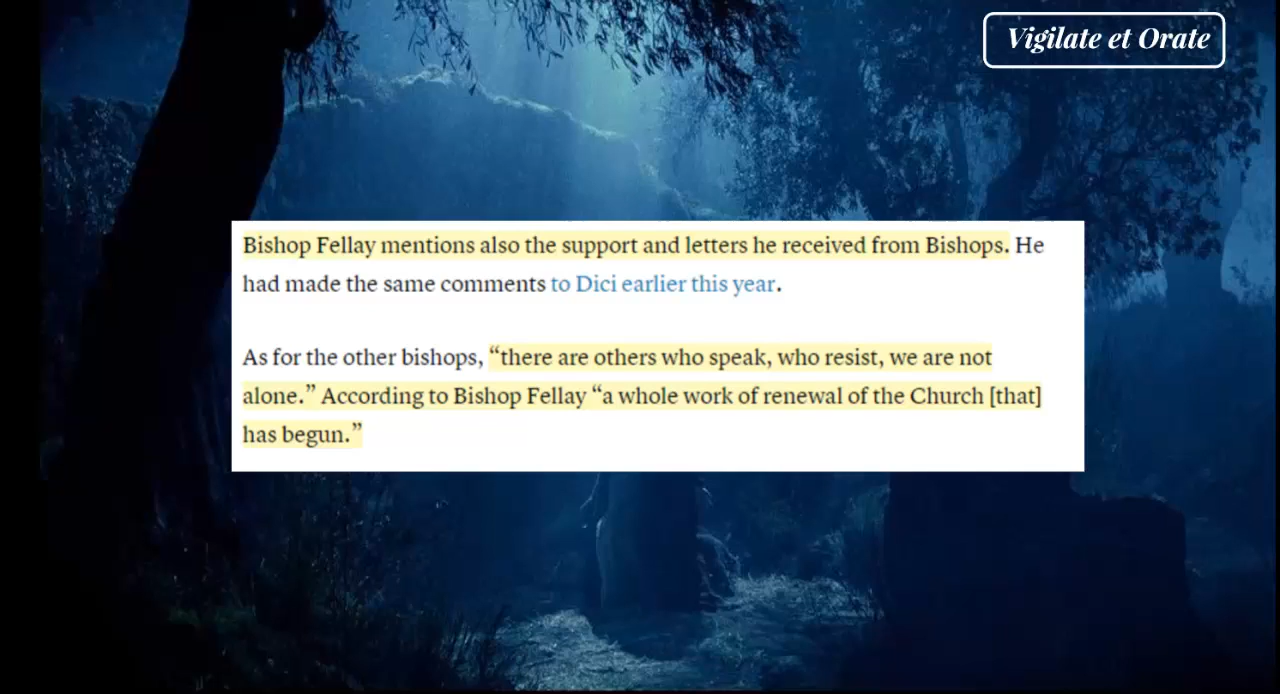 Vigilate et Orate
Bishop Fellay mentions also the support and letters he received from Bishops. He
had made the same comments to Dici earlier this year.
As for the other bishops, “there are others who speak, who resist, we are not
alone.” According to Bishop Fellay “a whole work of renewal of the Church [that]
has begun.”